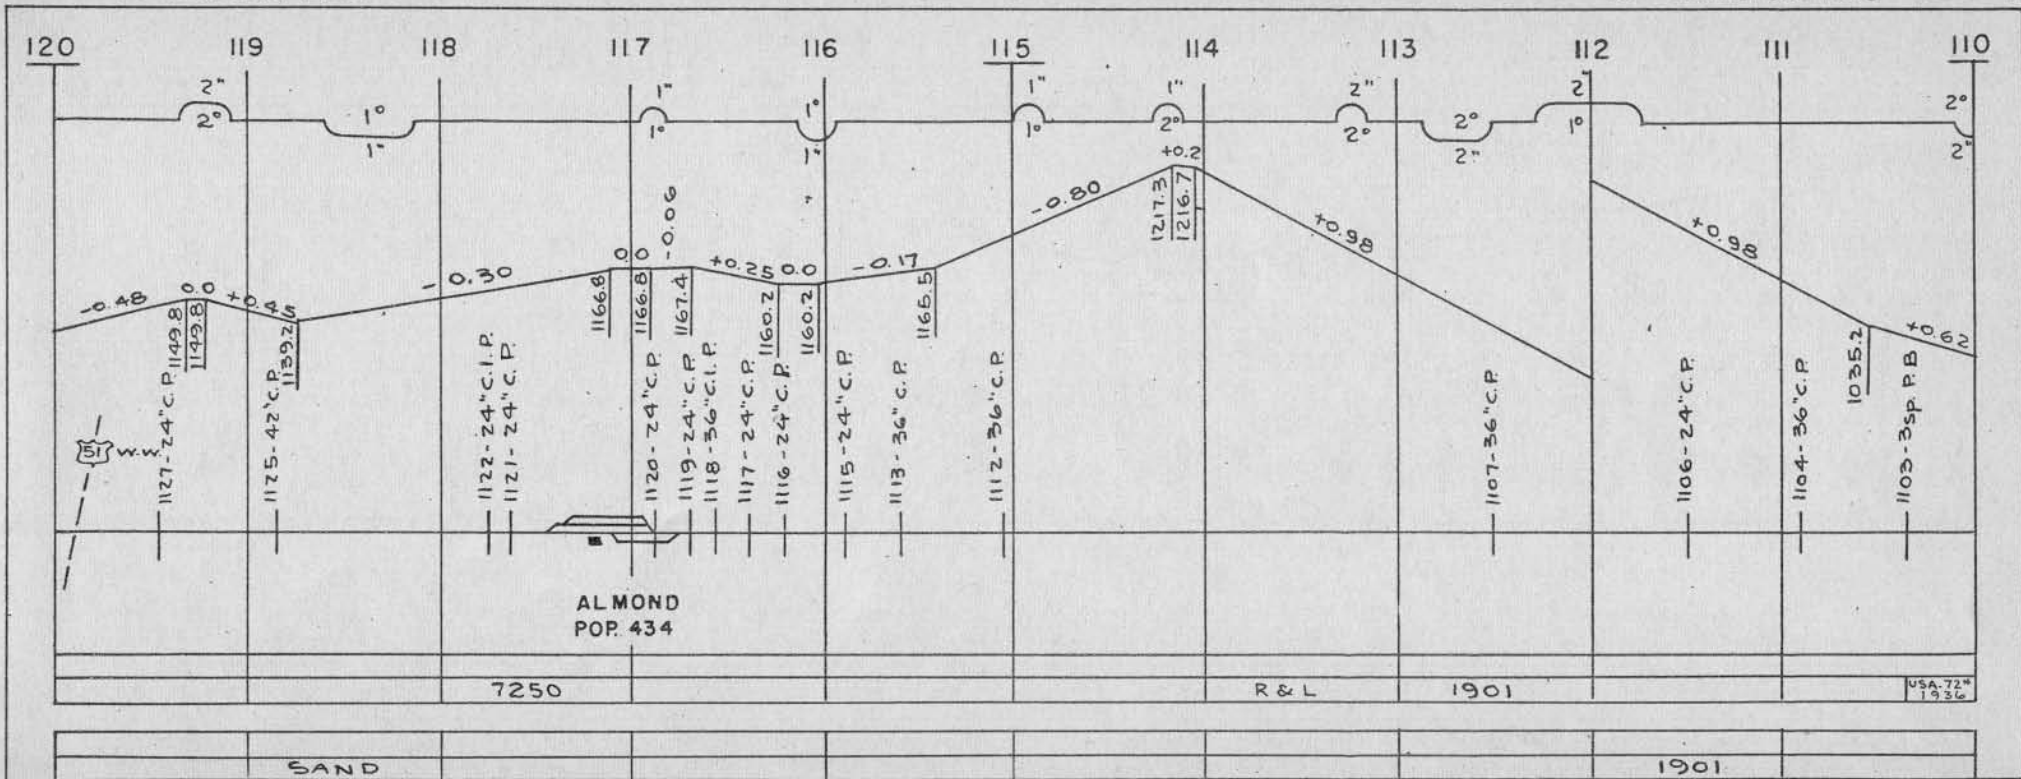 120 119 118 117 116 115 114 113 112 111 110
2" 1" 1° 1" 1" 2" 2" 2°
2° 1° 1° 1° 2° 2° 2° 1°
1" 1" 2" 2"
-0.48 0.0 +0.45 -0.30 0.0 -0.06 +0.25 0.0 -0.17 -0.80 +0.2 +0.98 +0.98 +0.62
1149.8 1149.8 1139.2 1166.8 1166.8 1167.4 1160.2 1160.2 1165.5 1217.3 1216.7 1035.2
51 W.W.
1127-24"C.P.
1125-42"C.P.
1122-24"C.I.P.
1121-24"C.P.
1120-24"C.P.
1119-24"C.P.
1118-36"C.I.P.
1117-24"C.P.
1116-24"C.P.
1115-24"C.P.
1113-36"C.P.
1112-36"C.P.
1107-36"C.P.
1106-24"C.P.
1104-36"C.P.
1103-3Sp. P.B
ALMOND
POP. 434
7250 R & L 1901 USA-72#
1936
SAND 1901